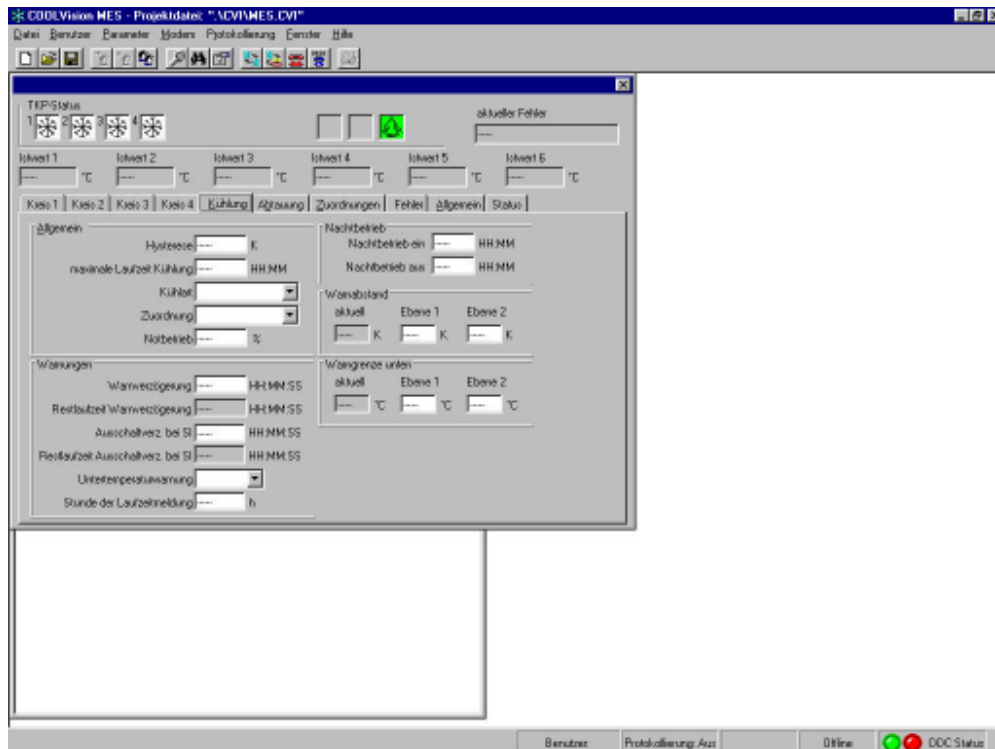 COOLVision MES - Projektdatei: ".\CVI\MES.CVI"
Datei Benutzer Parameter Modem Protokollierung Fenster Hilfe
TKP-Status
1 2 3 4
aktueller Fehler
----
Istwert 1 Istwert 2 Istwert 3 Istwert 4 Istwert 5 Istwert 6
---- °C ---- °C ---- °C ---- °C ---- °C ---- °C
Kreis 1 Kreis 2 Kreis 3 Kreis 4 Kühlung Abtauung Zuordnungen Fehler Allgemein Status
Allgemein
Hysterese ---- K
maximale Laufzeit Kühlung ---- HH:MM
Kühlart
Zuordnung
Notbetrieb ---- %
Warnungen
Warnverzögerung ---- HH:MM:SS
Restlaufzeit Warnverzögerung ---- HH:MM:SS
Ausschaltverz. bei SI ---- HH:MM:SS
Restlaufzeit Ausschaltverz. bei SI ---- HH:MM:SS
Untertemperaturwarnung
Stunde der Laufzeitmeldung ---- h
Nachtbetrieb
Nachtbetrieb ein ---- HH:MM
Nachtbetrieb aus ---- HH:MM
Warnabstand
aktuell Ebene 1 Ebene 2
---- K ---- K ---- K
Warngrenze unten
aktuell Ebene 1 Ebene 2
---- °C ---- °C ---- °C
Benutzer: Protokollierung: Aus Offline DDC Status